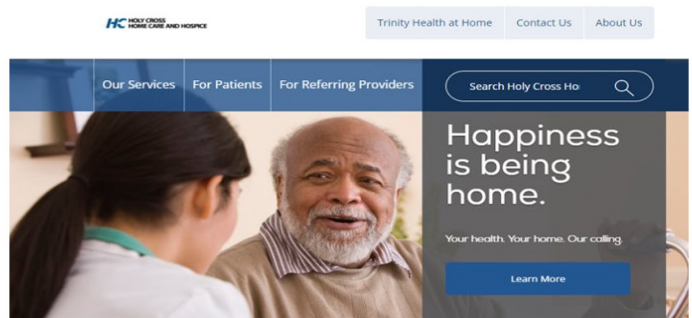 HC HOLY CROSS
HOME CARE AND HOSPICE
Trinity Health at Home Contact Us About Us
Our Services For Patients For Referring Providers Search Holy Cross Ho
Happiness
is being
home.
Your health. Your home. Our calling.
Learn More